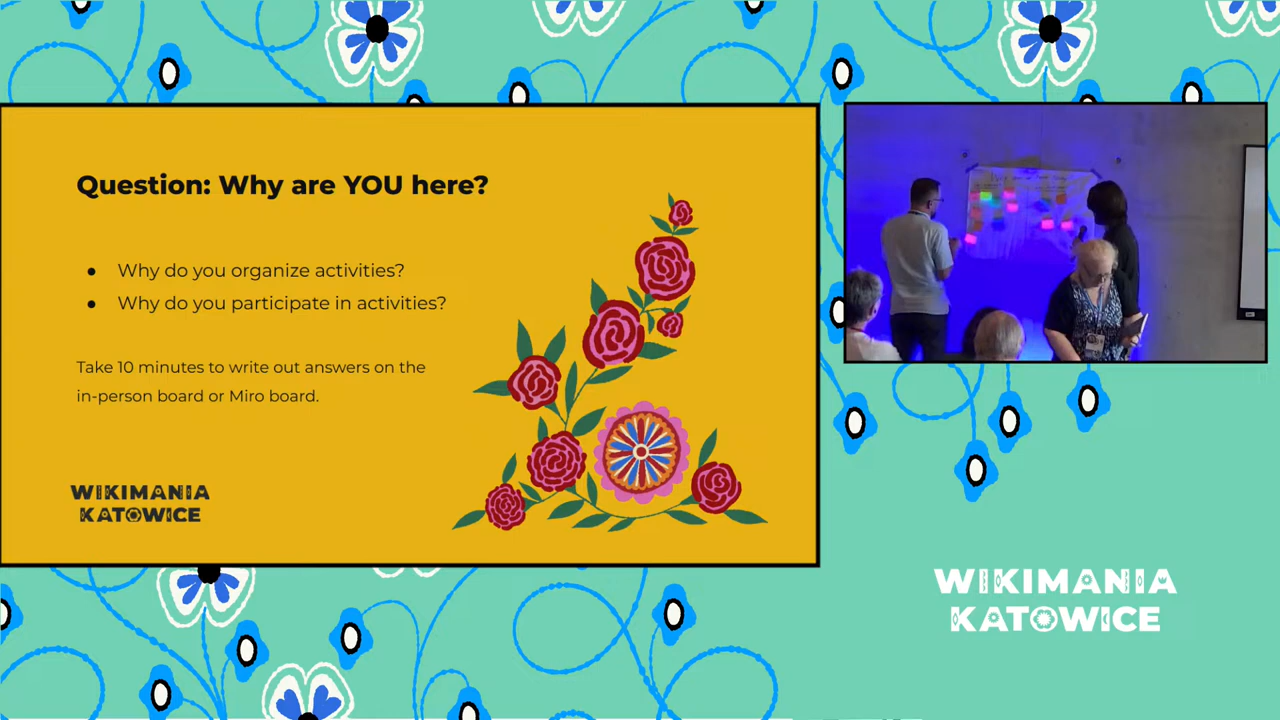 Question: Why are YOU here?
● Why do you organize activities?
● Why do you participate in activities?
Take 10 minutes to write out answers on the
in-person board or Miro board.
WIKIMANIA
KATOWICE
WIKIMANIA
KATOWICE